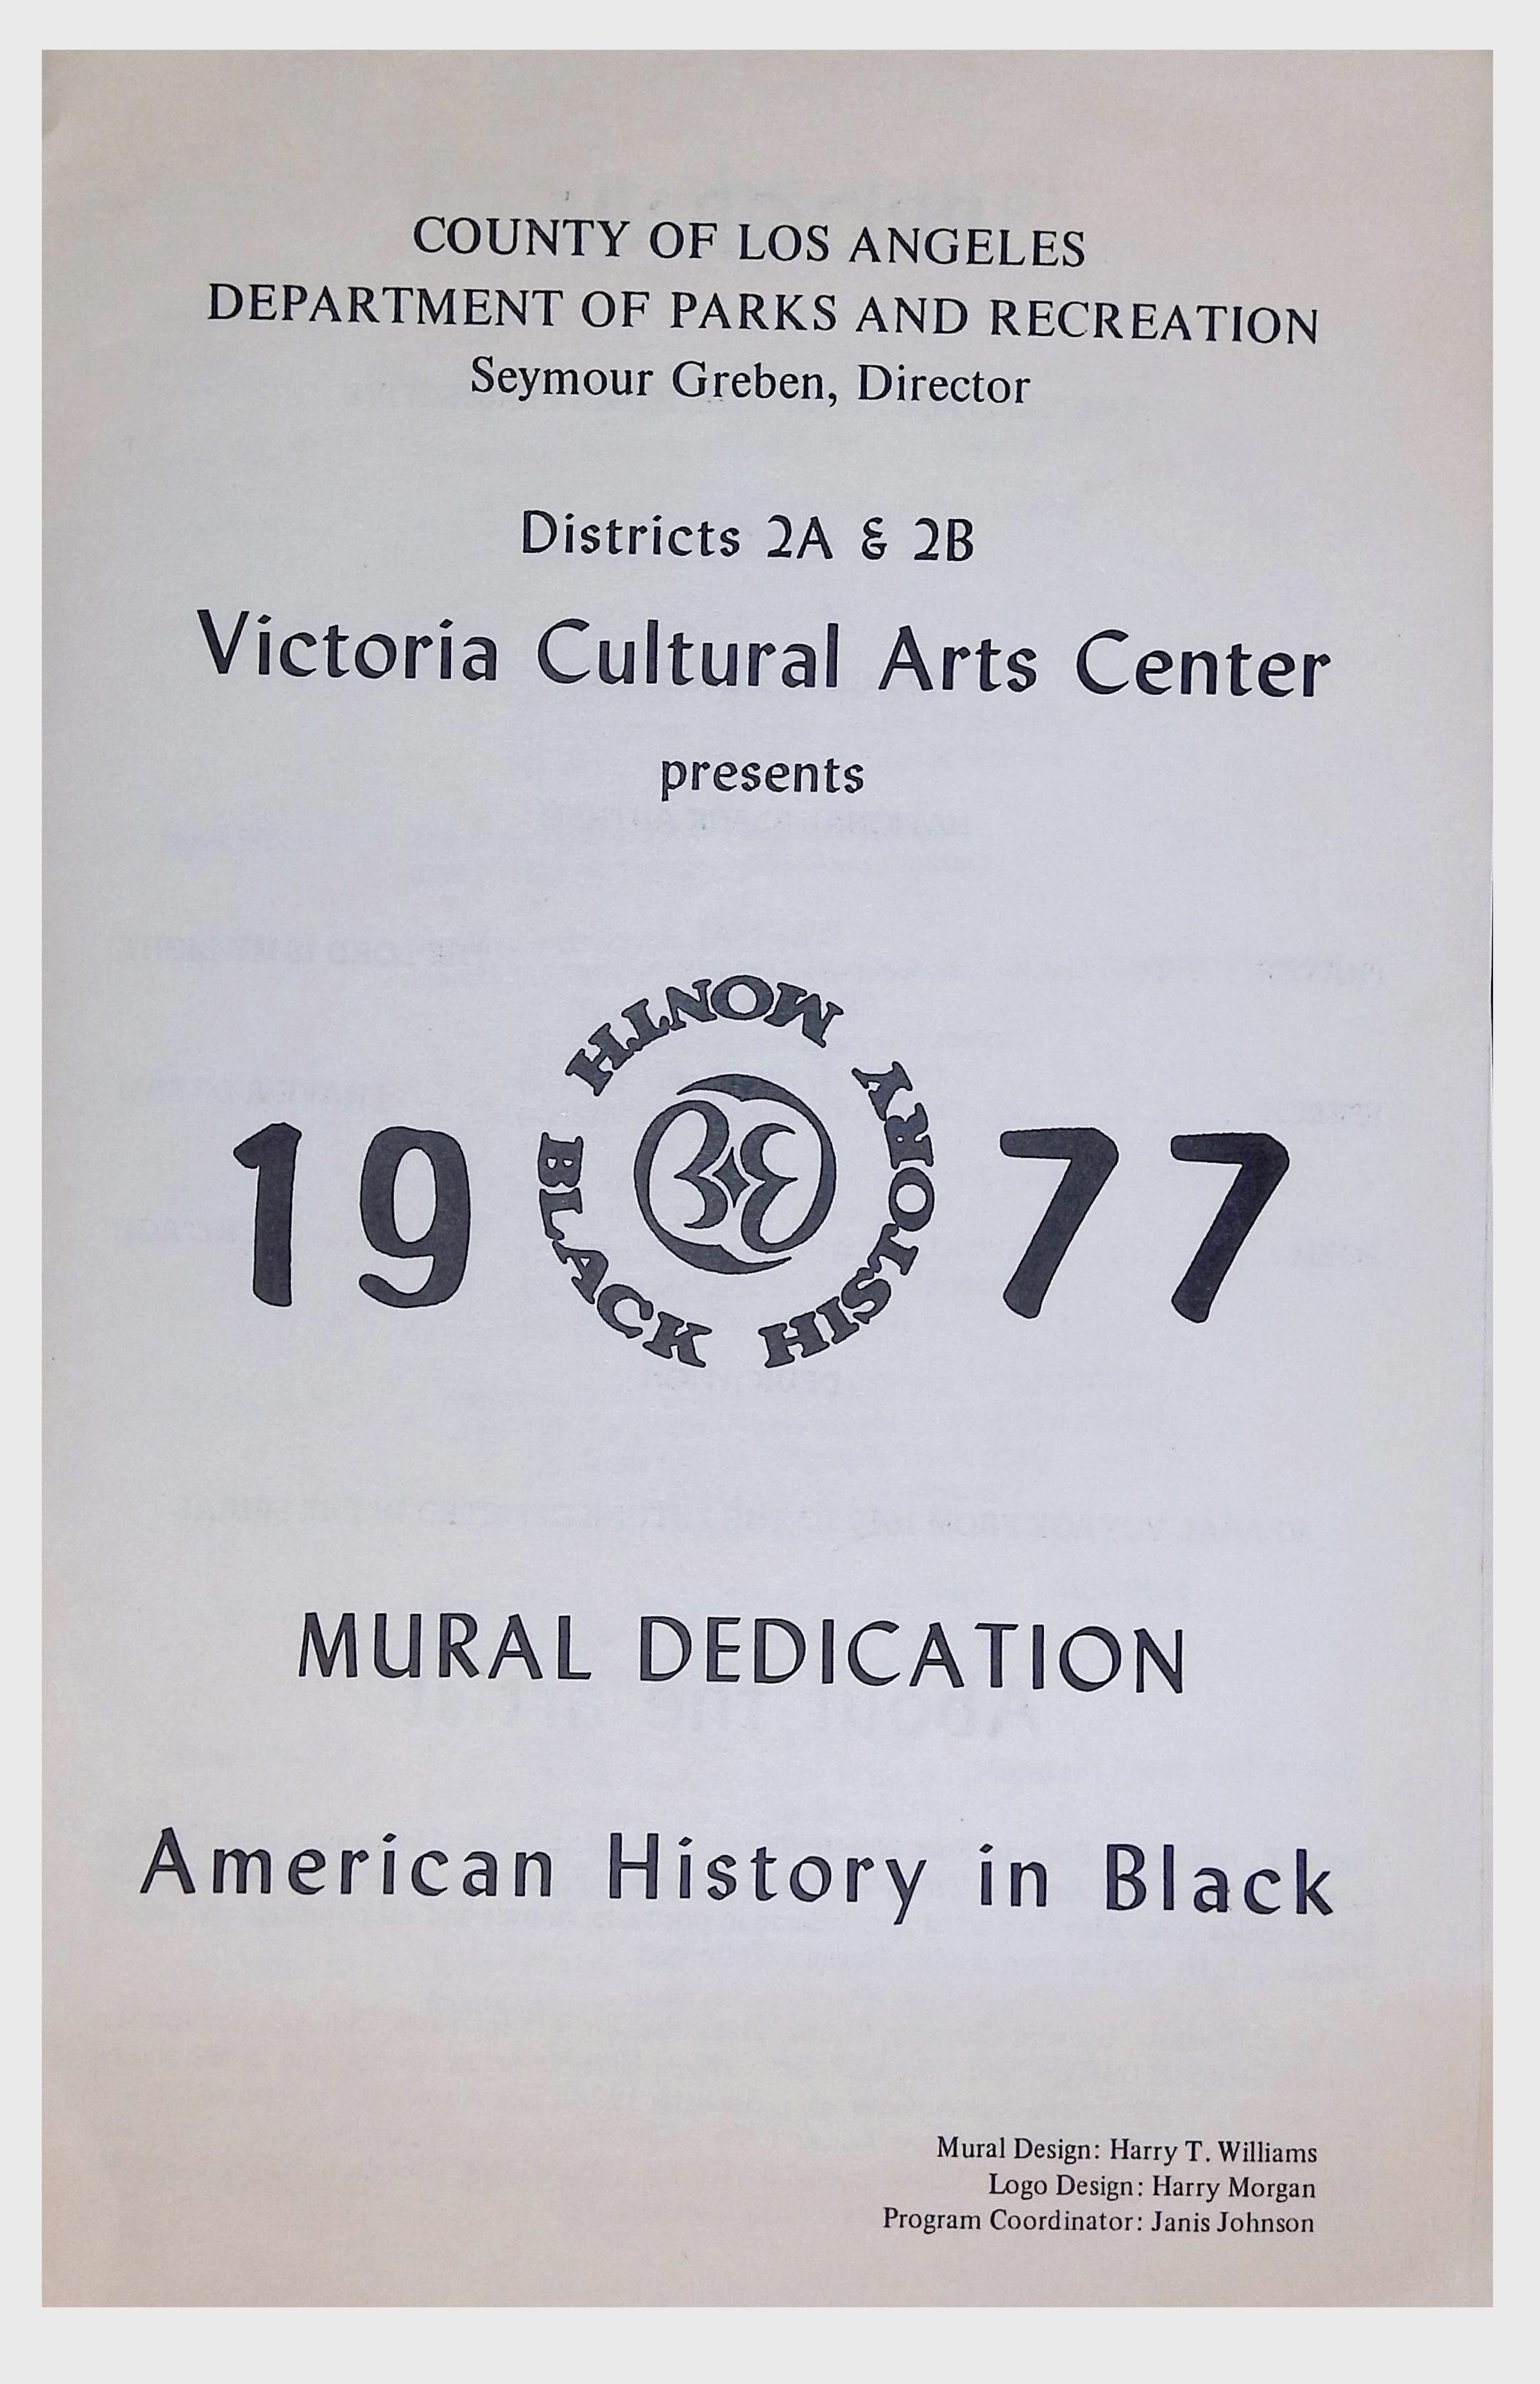 COUNTY OF LOS ANGELES
DEPARTMENT OF PARKS AND RECREATION
Seymour Greben, Director
Districts 2A & 2B
Victoria Cultural Arts Center
presents
19 77
BLACK HISTORY MONTH
MURAL DEDICATION
American History in Black
Mural Design: Harry T. Williams
Logo Design: Harry Morgan
Program Coordinator: Janis Johnson